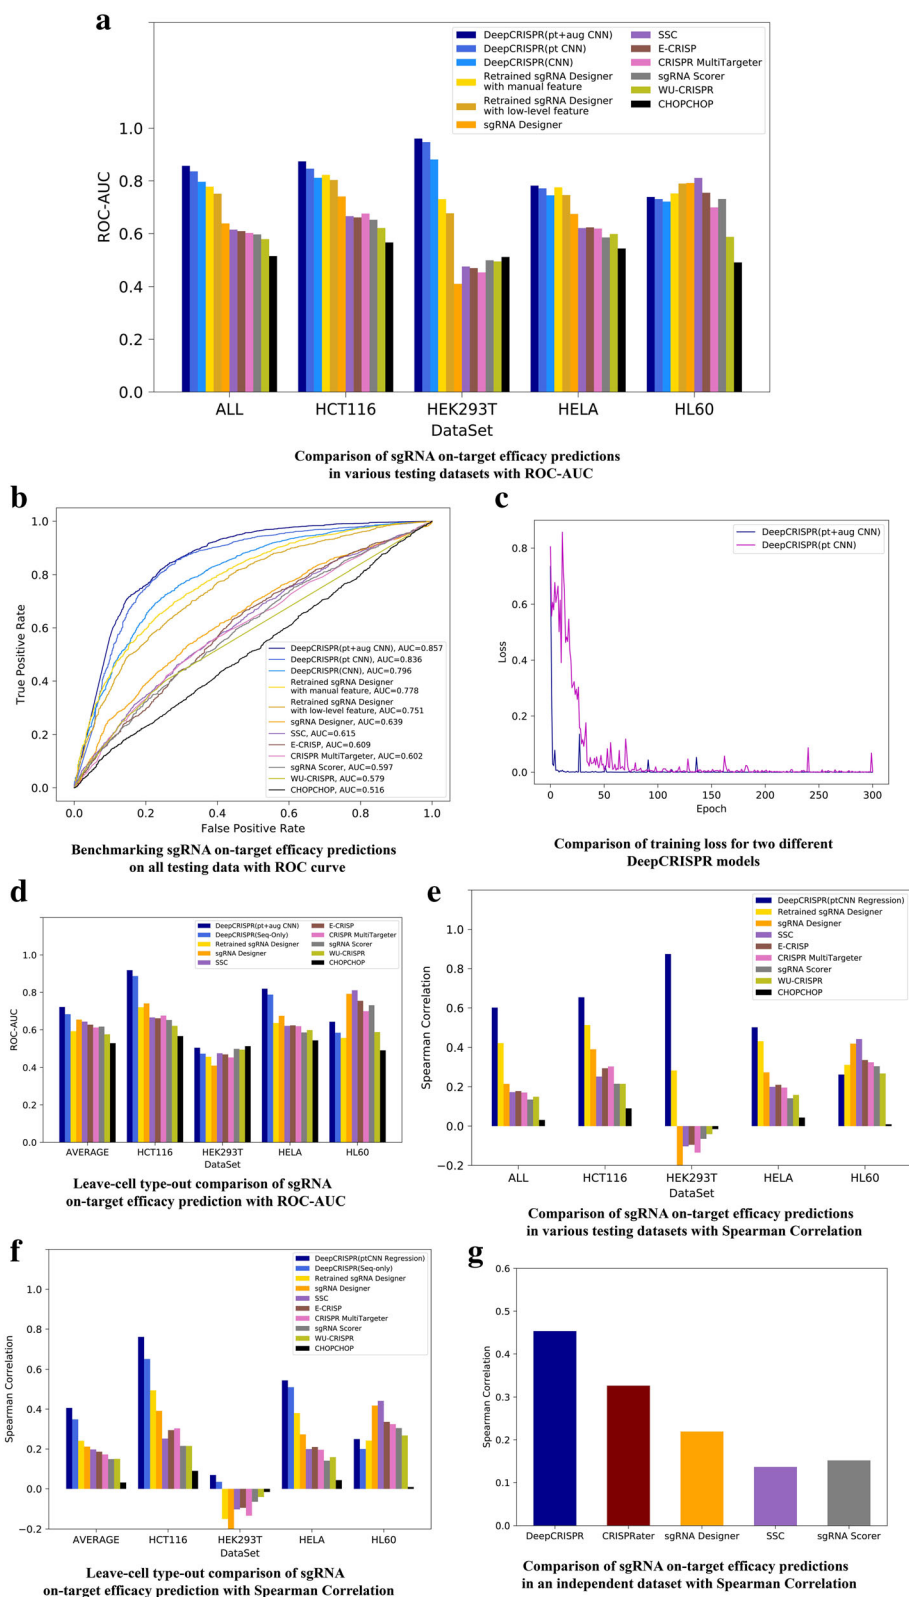 a
DeepCRISPR(pt+aug CNN)
DeepCRISPR(pt CNN)
DeepCRISPR(CNN)
Retrained sgRNA Designer
with manual feature
Retrained sgRNA Designer
with low-level feature
sgRNA Designer
SSC
E-CRISP
CRISPR MultiTargeter
sgRNA Scorer
WU-CRISPR
CHOPCHOP
ROC-AUC
1.0
0.8
0.6
0.4
0.2
0.0
ALL HCT116 HEK293T HELA HL60
DataSet
Comparison of sgRNA on-target efficacy predictions
in various testing datasets with ROC-AUC
b
True Positive Rate
1.0
0.8
0.6
0.4
0.2
0.0
DeepCRISPR(pt+aug CNN), AUC=0.857
DeepCRISPR(pt CNN), AUC=0.836
DeepCRISPR(CNN), AUC=0.796
Retrained sgRNA Designer
with manual feature, AUC=0.778
Retrained sgRNA Designer
with low-level feature, AUC=0.751
sgRNA Designer, AUC=0.639
SSC, AUC=0.615
E-CRISP, AUC=0.609
CRISPR MultiTargeter, AUC=0.602
sgRNA Scorer, AUC=0.597
WU-CRISPR, AUC=0.579
CHOPCHOP, AUC=0.516
0.0 0.2 0.4 0.6 0.8 1.0
False Positive Rate
Benchmarking sgRNA on-target efficacy predictions
on all testing data with ROC curve
c
DeepCRISPR(pt+aug CNN)
DeepCRISPR(pt CNN)
Loss
0.8
0.6
0.4
0.2
0.0
0 50 100 150 200 250 300
Epoch
Comparison of training loss for two different
DeepCRISPR models
d
DeepCRISPR(pt+aug CNN)
DeepCRISPR(Seq-Only)
Retrained sgRNA Designer
sgRNA Designer
SSC
E-CRISP
CRISPR MultiTargeter
sgRNA Scorer
WU-CRISPR
CHOPCHOP
ROC-AUC
1.0
0.8
0.6
0.4
0.2
0.0
AVERAGE HCT116 HEK293T HELA HL60
DataSet
Leave-cell type-out comparison of sgRNA
on-target efficacy prediction with ROC-AUC
e
DeepCRISPR(ptCNN Regression)
Retrained sgRNA Designer
sgRNA Designer
SSC
E-CRISP
CRISPR MultiTargeter
sgRNA Scorer
WU-CRISPR
CHOPCHOP
Spearman Correlation
1.0
0.8
0.6
0.4
0.2
0.0
−0.2
ALL HCT116 HEK293T HELA HL60
DataSet
Comparison of sgRNA on-target efficacy predictions
in various testing datasets with Spearman Correlation
f
DeepCRISPR(ptCNN Regression)
DeepCRISPR(Seq-only)
Retrained sgRNA Designer
sgRNA Designer
SSC
E-CRISP
CRISPR MultiTargeter
sgRNA Scorer
WU-CRISPR
CHOPCHOP
Spearman Correlation
1.0
0.8
0.6
0.4
0.2
0.0
−0.2
AVERAGE HCT116 HEK293T HELA HL60
DataSet
Leave-cell type-out comparison of sgRNA
on-target efficacy prediction with Spearman Correlation
g
Spearman Correlation
0.6
0.5
0.4
0.3
0.2
0.1
0.0
DeepCRISPR CRISPRater sgRNA Designer SSC sgRNA Scorer
Comparison of sgRNA on-target efficacy predictions
in an independent dataset with Spearman Correlation